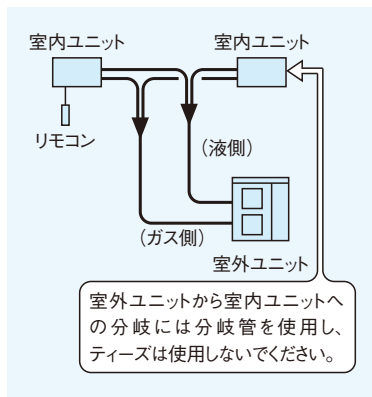 室内ユニット
室内ユニット
リモコン
（液側）
（ガス側）
室外ユニット
室外ユニットから室内ユニットへ
の分岐には分岐管を使用し、
ティーズは使用しないでください。